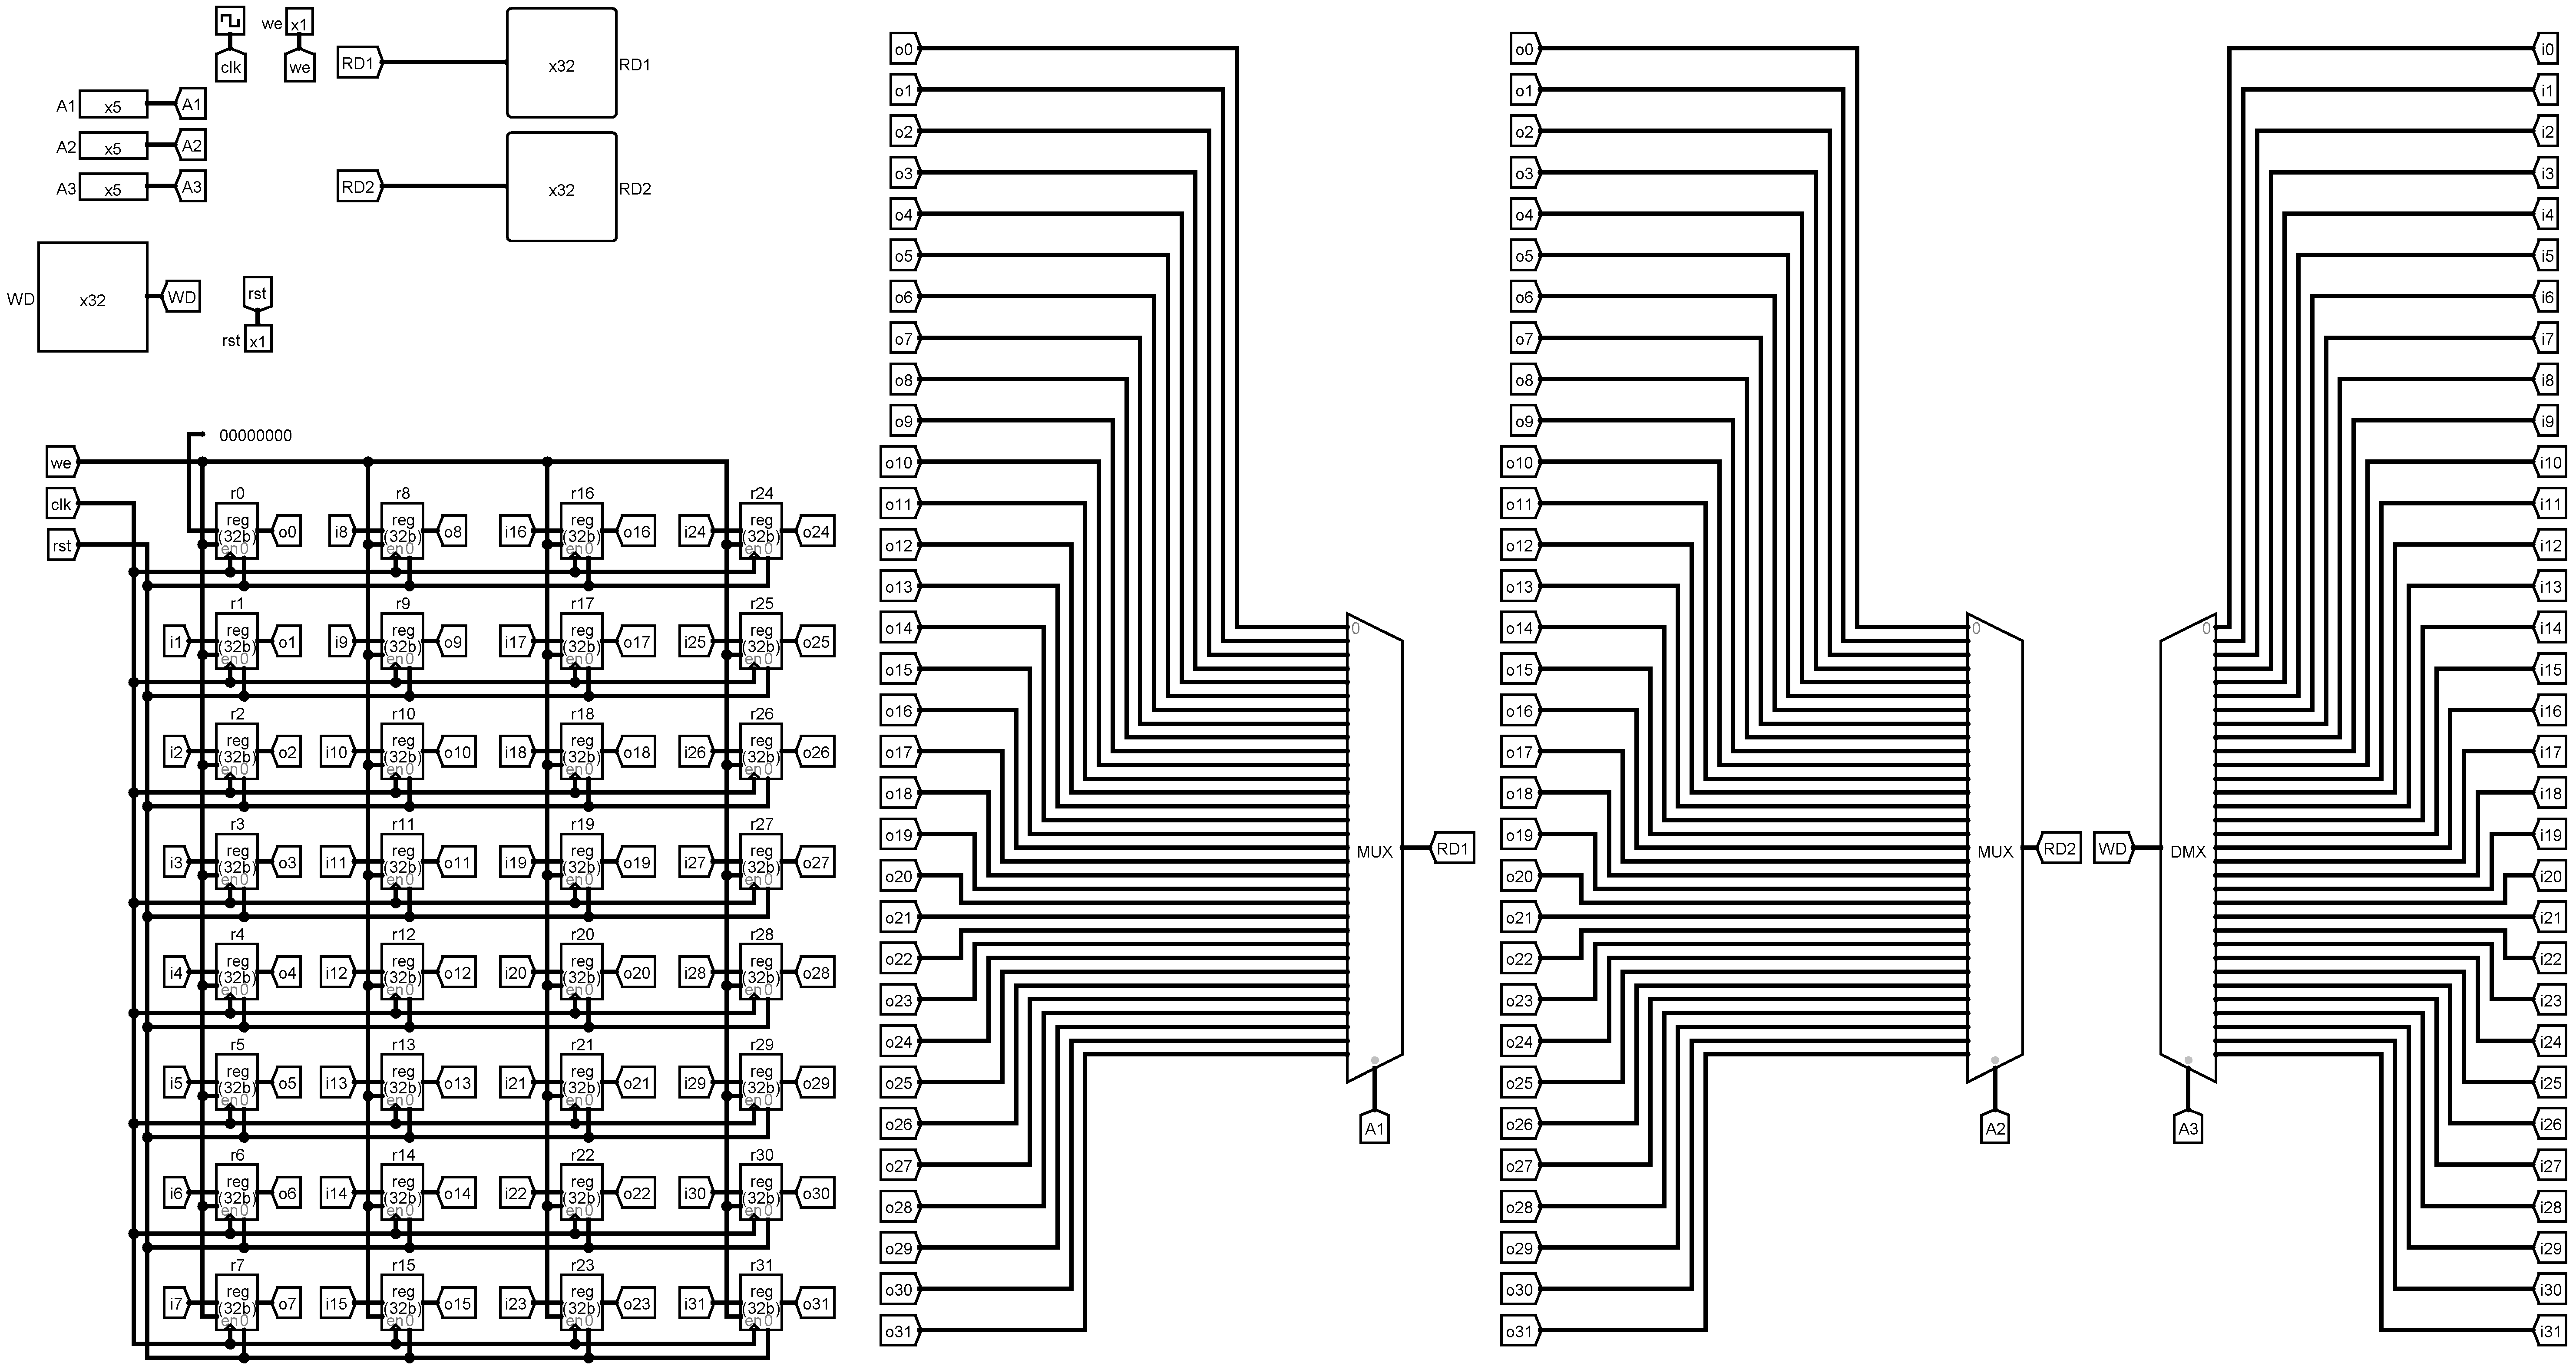 we x1
clk we
RD1 x32 RD1
A1 x5 A1
A2 x5 A2
A3 x5 A3
RD2 x32 RD2
WD x32 WD
rst
rst x1
00000000
we
clk
rst
r0 r8 r16 r24
reg (32b) en 0 o0 i8 reg (32b) en 0 o8 i16 reg (32b) en 0 o16 i24 reg (32b) en 0 o24
r1 r9 r17 r25
i1 reg (32b) en 0 o1 i9 reg (32b) en 0 o9 i17 reg (32b) en 0 o17 i25 reg (32b) en 0 o25
r2 r10 r18 r26
i2 reg (32b) en 0 o2 i10 reg (32b) en 0 o10 i18 reg (32b) en 0 o18 i26 reg (32b) en 0 o26
r3 r11 r19 r27
i3 reg (32b) en 0 o3 i11 reg (32b) en 0 o11 i19 reg (32b) en 0 o19 i27 reg (32b) en 0 o27
r4 r12 r20 r28
i4 reg (32b) en 0 o4 i12 reg (32b) en 0 o12 i20 reg (32b) en 0 o20 i28 reg (32b) en 0 o28
r5 r13 r21 r29
i5 reg (32b) en 0 o5 i13 reg (32b) en 0 o13 i21 reg (32b) en 0 o21 i29 reg (32b) en 0 o29
r6 r14 r22 r30
i6 reg (32b) en 0 o6 i14 reg (32b) en 0 o14 i22 reg (32b) en 0 o22 i30 reg (32b) en 0 o30
r7 r15 r23 r31
i7 reg (32b) en 0 o7 i15 reg (32b) en 0 o15 i23 reg (32b) en 0 o23 i31 reg (32b) en 0 o31
o0
o1
o2
o3
o4
o5
o6
o7
o8
o9
o10
o11
o12
o13
o14
o15
o16
o17
o18
o19
o20
o21
o22
o23
o24
o25
o26
o27
o28
o29
o30
o31
0
MUX RD1
A1
o0
o1
o2
o3
o4
o5
o6
o7
o8
o9
o10
o11
o12
o13
o14
o15
o16
o17
o18
o19
o20
o21
o22
o23
o24
o25
o26
o27
o28
o29
o30
o31
0
MUX RD2
A2
0
WD DMX
A3
i0
i1
i2
i3
i4
i5
i6
i7
i8
i9
i10
i11
i12
i13
i14
i15
i16
i17
i18
i19
i20
i21
i22
i23
i24
i25
i26
i27
i28
i29
i30
i31